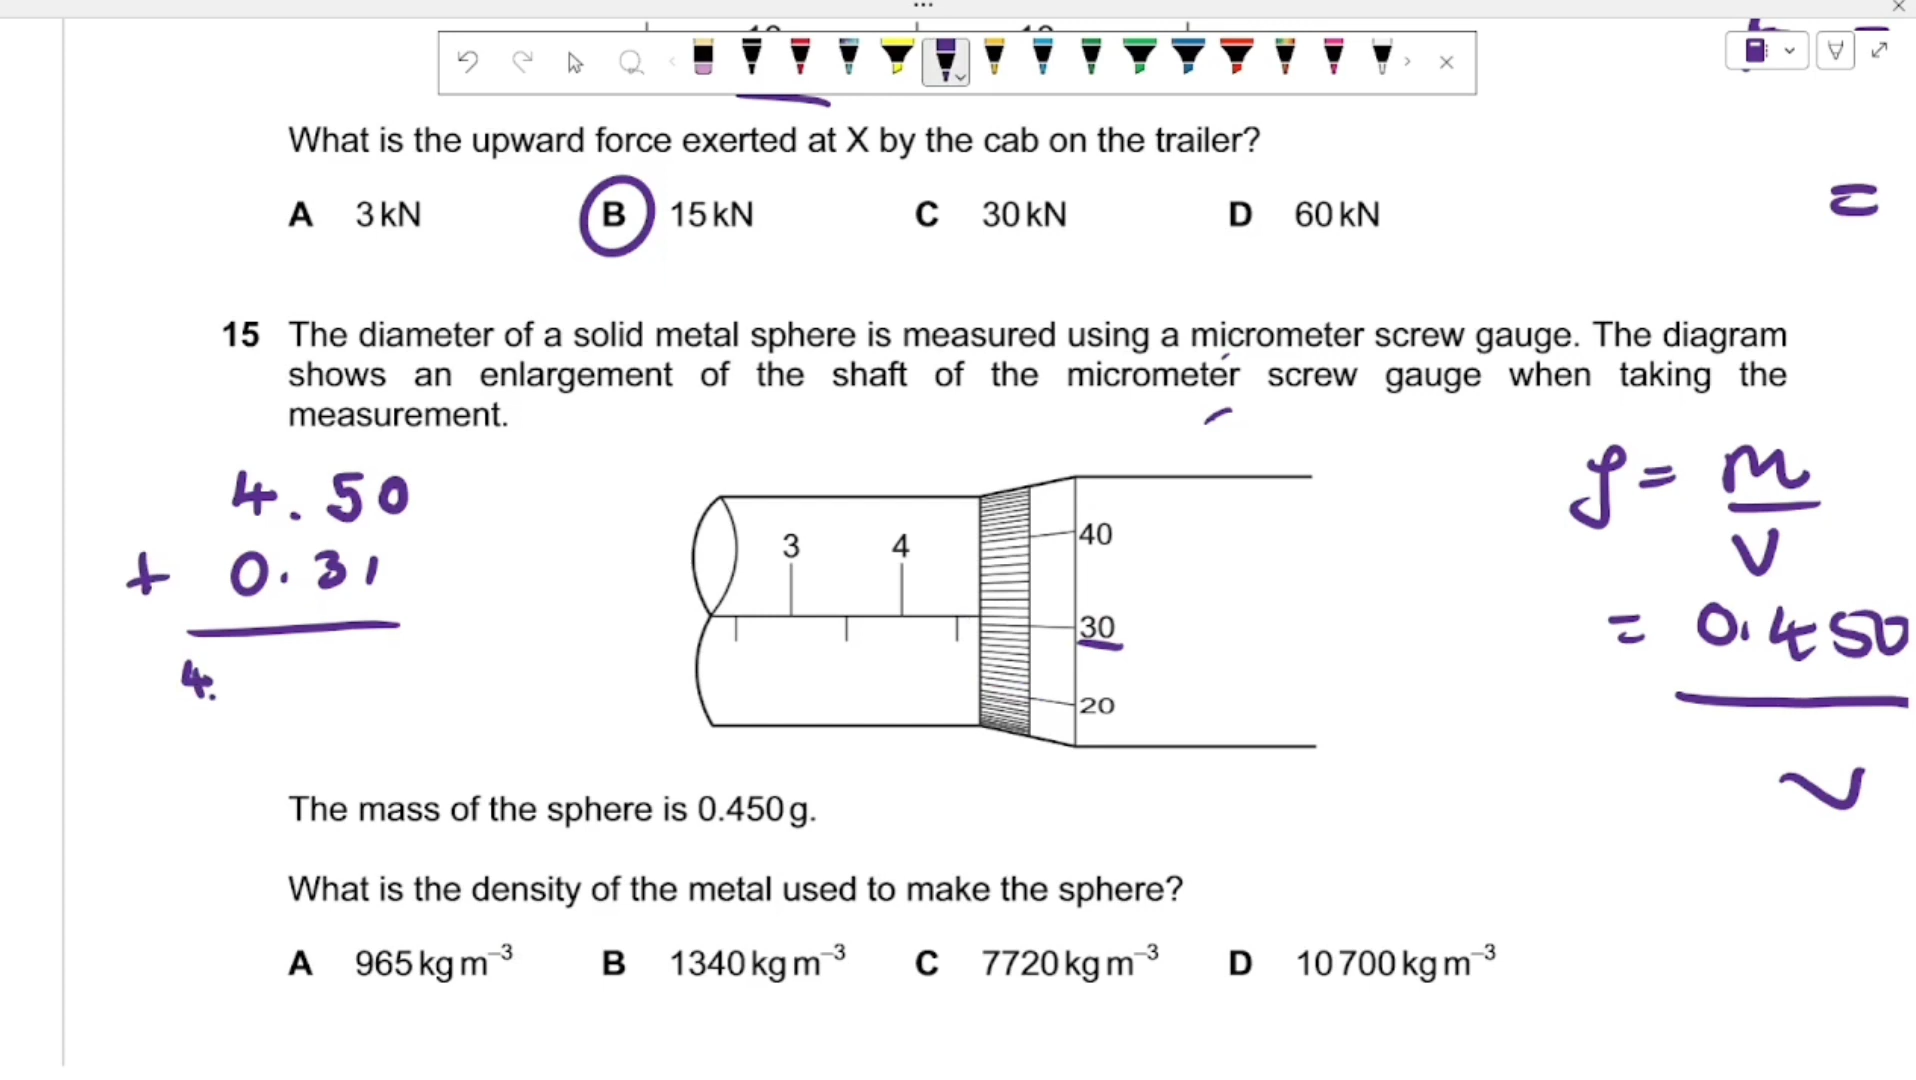 What is the upward force exerted at X by the cab on the trailer?
A 3 kN B 15 kN C 30 kN D 60 kN
=
15 The diameter of a solid metal sphere is measured using a micrometer screw gauge. The diagram
shows an enlargement of the shaft of the micrometer screw gauge when taking the
measurement.
4.50
+ 0.31
4.
3 4
40
30
20
ρ = m
V
= 0.450
V
The mass of the sphere is 0.450 g.
What is the density of the metal used to make the sphere?
A 965 kg m⁻³ B 1340 kg m⁻³ C 7720 kg m⁻³ D 10 700 kg m⁻³